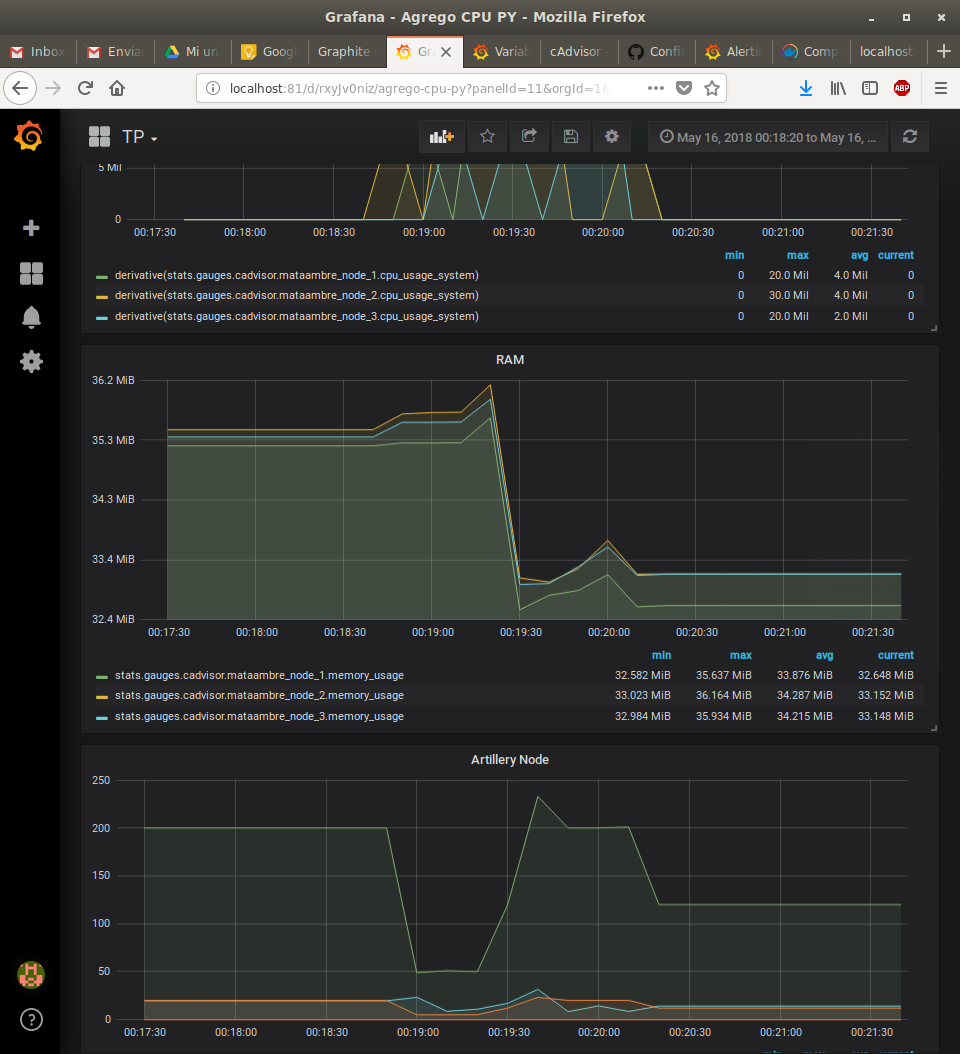 Grafana - Agrego CPU PY - Mozilla Firefox
Inbox Envia Mi un Goog Graphite Gr Variab cAdvisor - Confi Alerti Comp localhost:
localhost:81/d/rxyJv0niz/agrego-cpu-py?panelId=11&orgId=1&
ABP
TP
May 16, 2018 00:18:20 to May 16, ...
5 Mil
0
00:17:30 00:18:00 00:18:30 00:19:00 00:19:30 00:20:00 00:20:30 00:21:00 00:21:30
min max avg current
derivative(stats.gauges.cadvisor.mataambre_node_1.cpu_usage_system) 0 20.0 Mil 4.0 Mil 0
derivative(stats.gauges.cadvisor.mataambre_node_2.cpu_usage_system) 0 30.0 Mil 4.0 Mil 0
derivative(stats.gauges.cadvisor.mataambre_node_3.cpu_usage_system) 0 20.0 Mil 2.0 Mil 0
RAM
36.2 MiB
35.3 MiB
34.3 MiB
33.4 MiB
32.4 MiB
00:17:30 00:18:00 00:18:30 00:19:00 00:19:30 00:20:00 00:20:30 00:21:00 00:21:30
min max avg current
stats.gauges.cadvisor.mataambre_node_1.memory_usage 32.582 MiB 35.637 MiB 33.876 MiB 32.648 MiB
stats.gauges.cadvisor.mataambre_node_2.memory_usage 33.023 MiB 36.164 MiB 34.287 MiB 33.152 MiB
stats.gauges.cadvisor.mataambre_node_3.memory_usage 32.984 MiB 35.934 MiB 34.215 MiB 33.148 MiB
Artillery Node
250
200
150
100
50
0
00:17:30 00:18:00 00:18:30 00:19:00 00:19:30 00:20:00 00:20:30 00:21:00 00:21:30